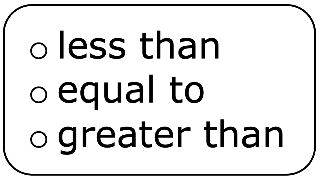 less than
equal to
greater than